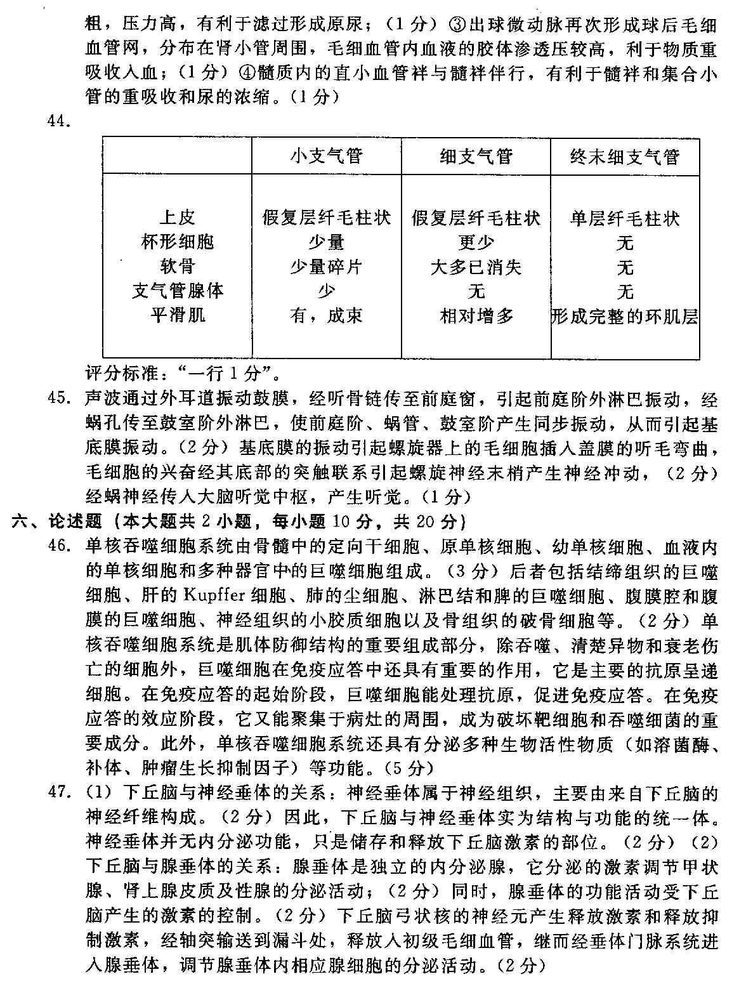 粗，压力高，有利于滤过形成原尿；（1 分）③出球微动脉再次形成球后毛细
血管网，分布在肾小管周围，毛细血管内血液的胶体渗透压较高，利于物质重
吸收入血；（1 分）④髓质内的直小血管袢与髓袢伴行，有利于髓袢和集合小
管的重吸收和尿的浓缩。（1 分）
44.
小支气管 细支气管 终末细支气管
上皮 假复层纤毛柱状 假复层纤毛柱状 单层纤毛柱状
杯形细胞 少量 更少 无
软骨 少量碎片 大多已消失 无
支气管腺体 少 无 无
平滑肌 有，成束 相对增多 形成完整的环肌层
评分标准：“一行 1 分”。
45. 声波通过外耳道振动鼓膜，经听骨链传至前庭窗，引起前庭阶外淋巴振动，经
蜗孔传至鼓室阶外淋巴，使前庭阶、蜗管、鼓室阶产生同步振动，从而引起基
底膜振动。（2 分）基底膜的振动引起螺旋器上的毛细胞插入盖膜的听毛弯曲，
毛细胞的兴奋经其底部的突触联系引起螺旋神经末梢产生神经冲动，（2 分）
经蜗神经传入大脑听觉中枢，产生听觉。（1 分）
六、论述题（本大题共 2 小题，每小题 10 分，共 20 分）
46. 单核吞噬细胞系统由骨髓中的定向干细胞、原单核细胞、幼单核细胞、血液内
的单核细胞和多种器官中的巨噬细胞组成。（3 分）后者包括结缔组织的巨噬
细胞、肝的 Kupffer 细胞、肺的尘细胞、淋巴结和脾的巨噬细胞、腹膜腔和腹
膜的巨噬细胞、神经组织的小胶质细胞以及骨组织的破骨细胞等。（2 分）单
核吞噬细胞系统是肌体防御结构的重要组成部分，除吞噬、清楚异物和衰老伤
亡的细胞外，巨噬细胞在免疫应答中还具有重要的作用，它是主要的抗原呈递
细胞。在免疫应答的起始阶段，巨噬细胞能处理抗原，促进免疫应答。在免疫
应答的效应阶段，它又能聚集于病灶的周围，成为破坏靶细胞和吞噬细菌的重
要成分。此外，单核吞噬细胞系统还具有分泌多种生物活性物质（如溶菌酶、
补体、肿瘤生长抑制因子）等功能。（5 分）
47.（1）下丘脑与神经垂体的关系：神经垂体属于神经组织，主要由来自下丘脑的
神经纤维构成。（2 分）因此，下丘脑与神经垂体实为结构与功能的统一体。
神经垂体并无内分泌功能，只是储存和释放下丘脑激素的部位。（2 分）（2）
下丘脑与腺垂体的关系：腺垂体是独立的内分泌腺，它分泌的激素调节甲状
腺、肾上腺皮质及性腺的分泌活动；（2 分）同时，腺垂体的功能活动受下丘
脑产生的激素的控制。（2 分）下丘脑弓状核的神经元产生释放激素和释放抑
制激素，经轴突输送到漏斗处，释放入初级毛细血管，继而经垂体门脉系统进
入腺垂体，调节腺垂体内相应腺细胞的分泌活动。（2 分）